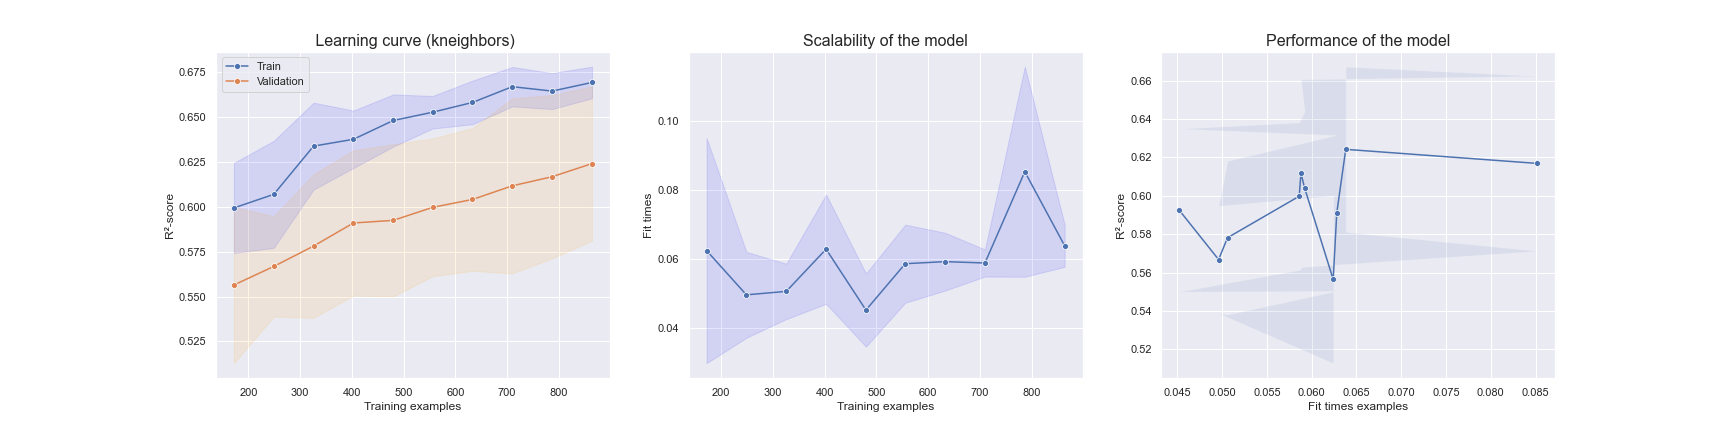 Learning curve (kneighbors)
Train
Validation
0.675
0.650
0.625
0.600
0.575
0.550
0.525
R²-score
200 300 400 500 600 700 800
Training examples
Scalability of the model
0.10
0.08
0.06
0.04
Fit times
200 300 400 500 600 700 800
Training examples
Performance of the model
0.66
0.64
0.62
0.60
0.58
0.56
0.54
0.52
R²-score
0.045 0.050 0.055 0.060 0.065 0.070 0.075 0.080 0.085
Fit times examples